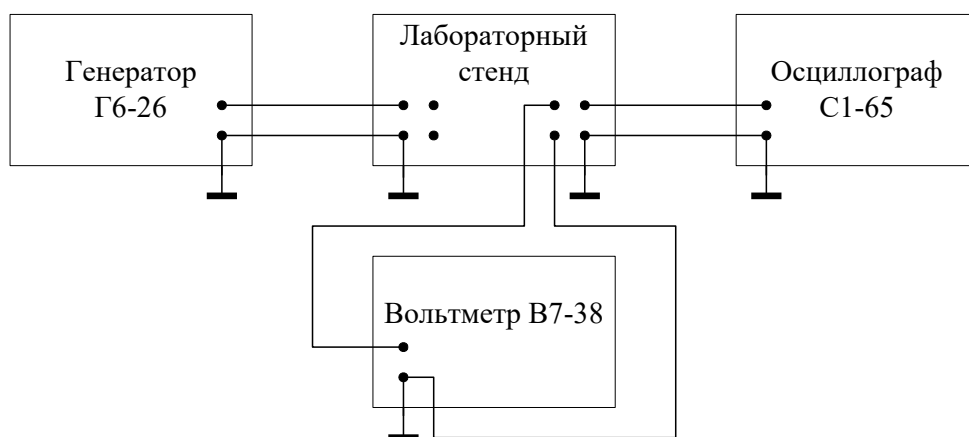 Генератор
Г6-26
Лабораторный
стенд
Осциллограф
С1-65
Вольтметр В7-38